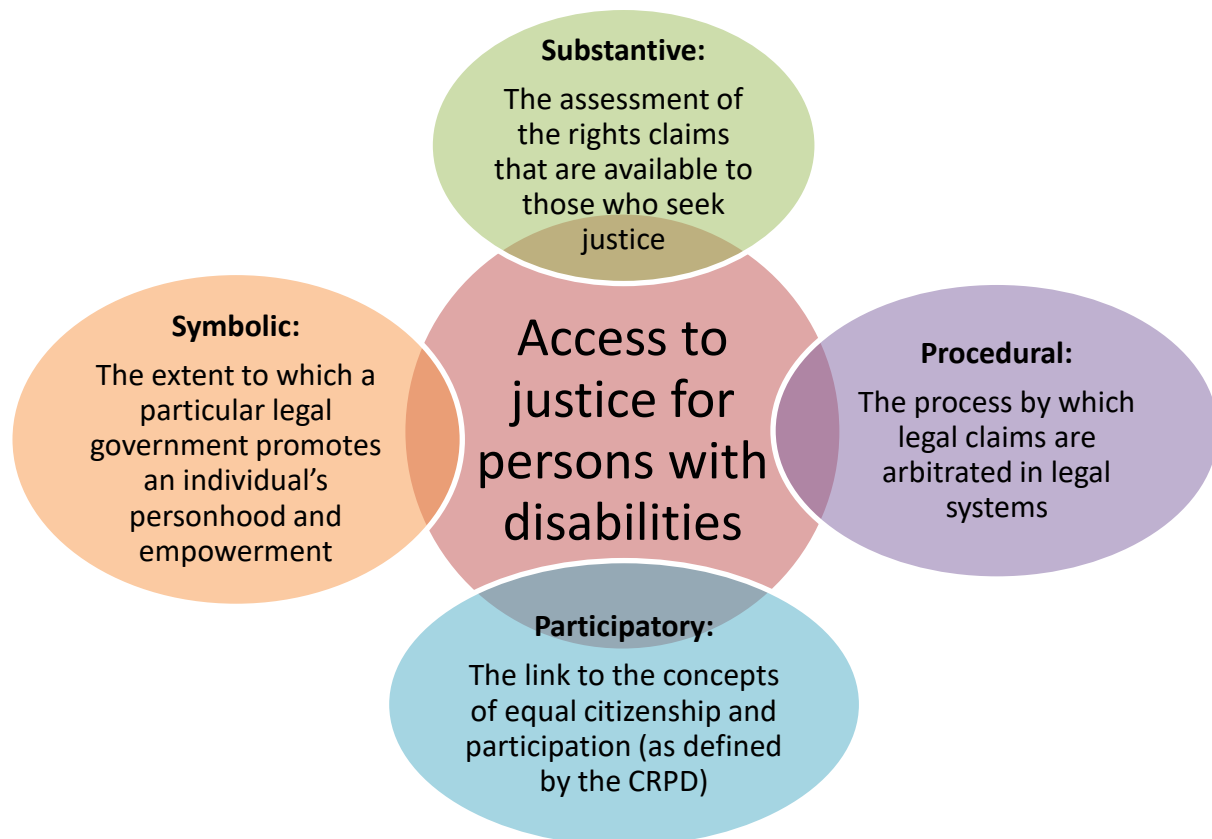 Substantive:
The assessment of
the rights claims
that are available to
those who seek
justice
Symbolic:
The extent to which a
particular legal
government promotes
an individual’s
personhood and
empowerment
Access to
justice for
persons with
disabilities
Procedural:
The process by which
legal claims are
arbitrated in legal
systems
Participatory:
The link to the concepts
of equal citizenship and
participation (as defined
by the CRPD)